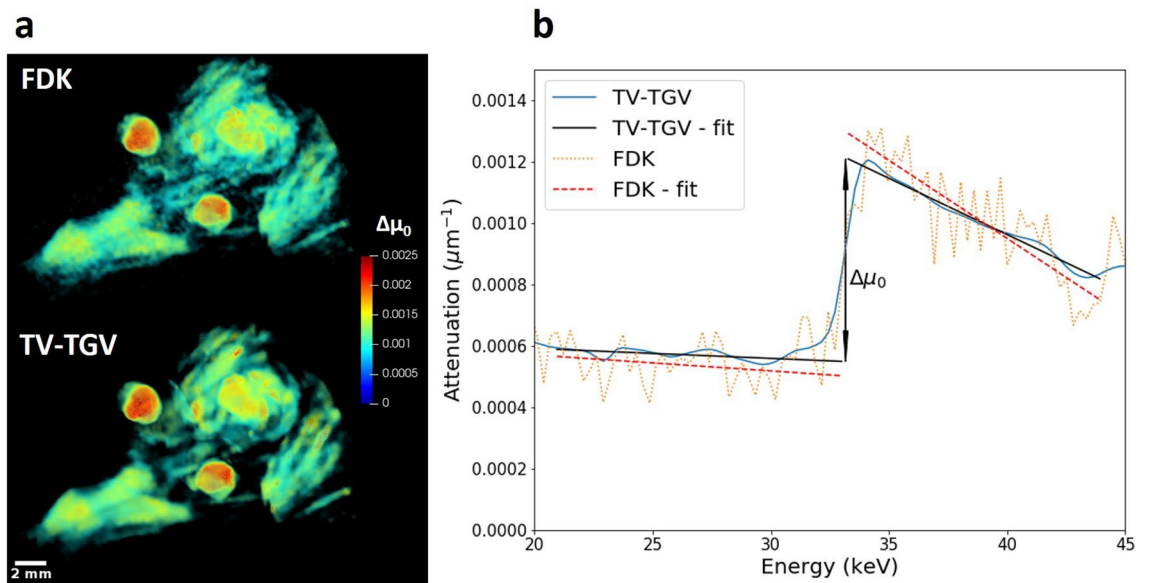 a
FDK
Δμ₀
0.0025
0.002
0.0015
0.001
0.0005
0
TV-TGV
2 mm
b
TV-TGV
TV-TGV - fit
FDK
FDK - fit
Δμ₀
Attenuation (μm⁻¹)
0.0014
0.0012
0.0010
0.0008
0.0006
0.0004
0.0002
0.0000
20 25 30 35 40 45
Energy (keV)